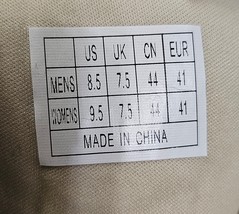 US UK CN EUR
MENS 8.5 7.5 44 41
WOMENS 9.5 7.5 44 41
MADE IN CHINA